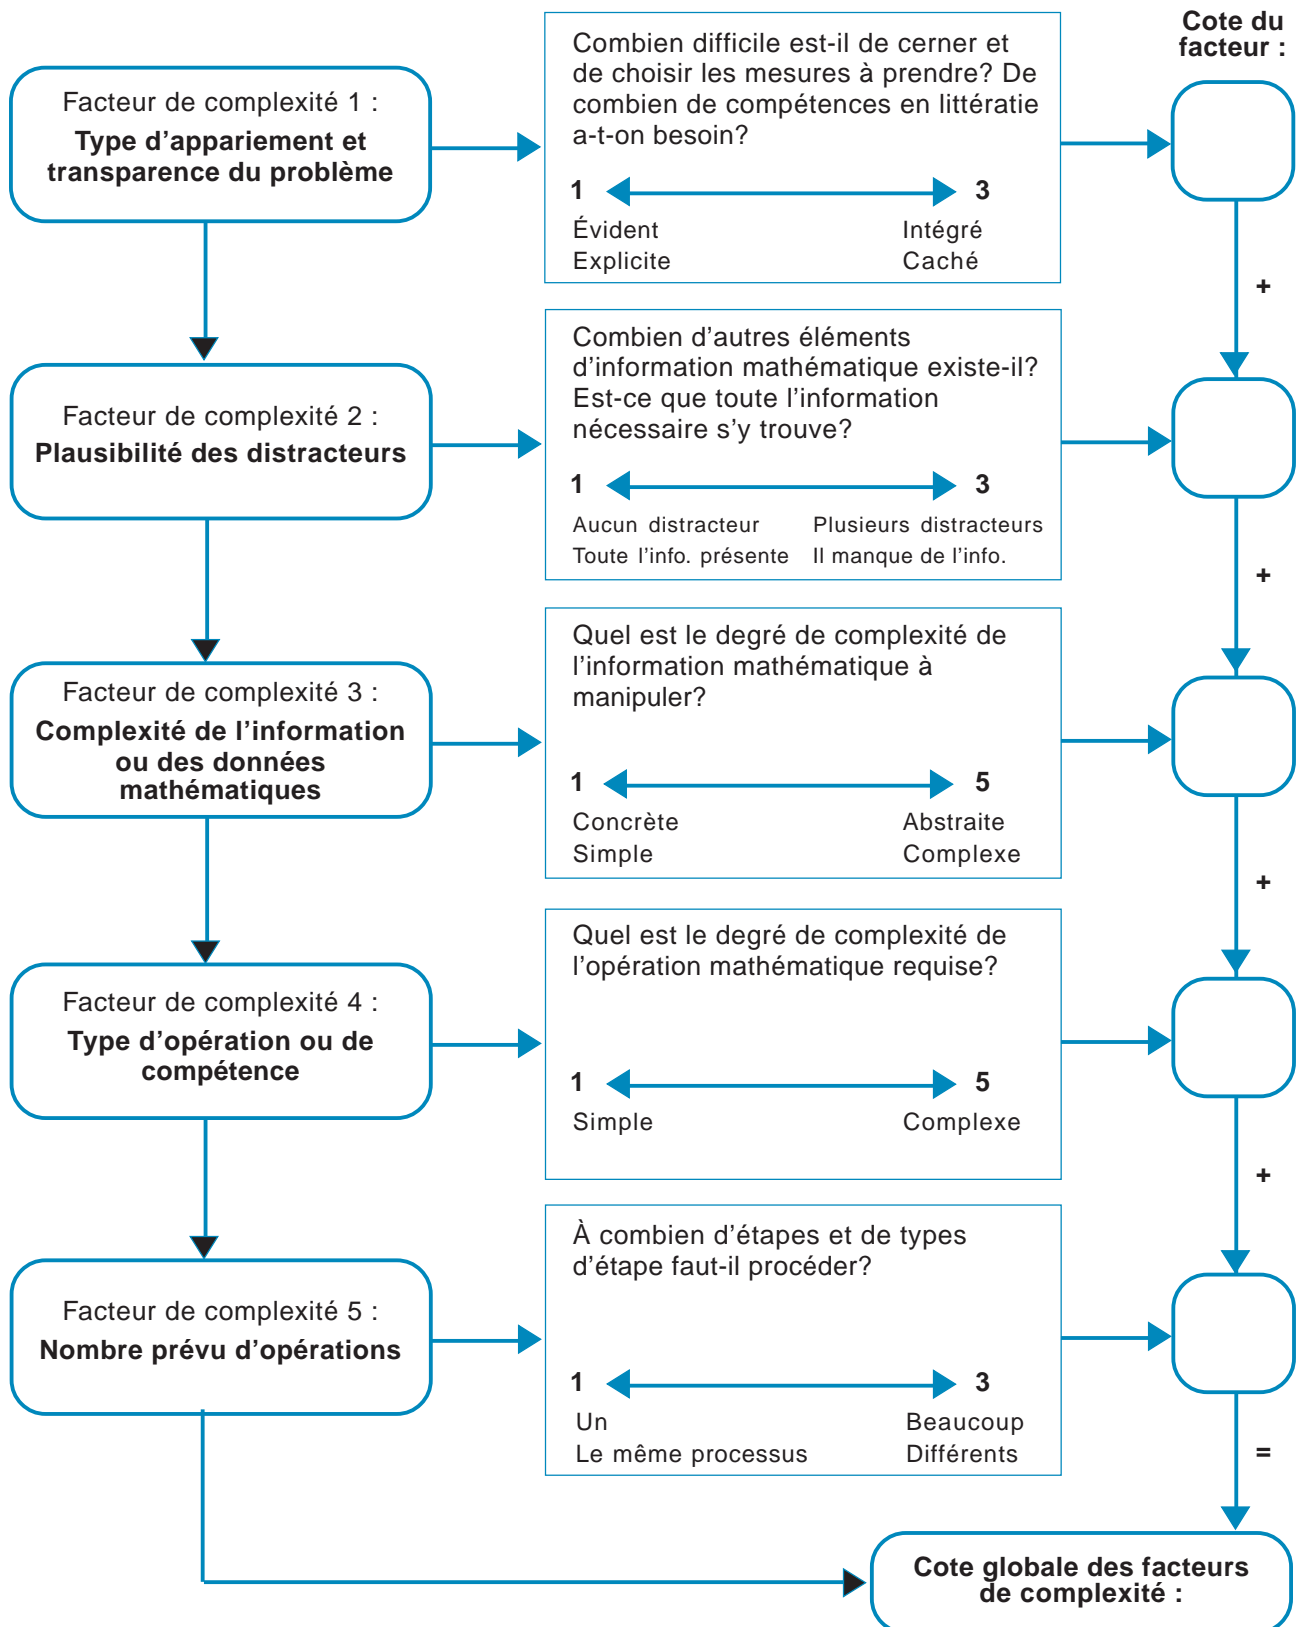 Cote du
facteur :
Facteur de complexité 1 :
Type d’appariement et
transparence du problème
Combien difficile est-il de cerner et
de choisir les mesures à prendre? De
combien de compétences en littératie
a-t-on besoin?
1 3
Évident Intégré
Explicite Caché
+
Facteur de complexité 2 :
Plausibilité des distracteurs
Combien d’autres éléments
d’information mathématique existe-il?
Est-ce que toute l’information
nécessaire s’y trouve?
1 3
Aucun distracteur Plusieurs distracteurs
Toute l’info. présente Il manque de l’info.
+
Facteur de complexité 3 :
Complexité de l’information
ou des données
mathématiques
Quel est le degré de complexité de
l’information mathématique à
manipuler?
1 5
Concrète Abstraite
Simple Complexe
+
Facteur de complexité 4 :
Type d’opération ou de
compétence
Quel est le degré de complexité de
l’opération mathématique requise?
1 5
Simple Complexe
+
Facteur de complexité 5 :
Nombre prévu d’opérations
À combien d’étapes et de types
d’étape faut-il procéder?
1 3
Un Beaucoup
Le même processus Différents
=
Cote globale des facteurs
de complexité :